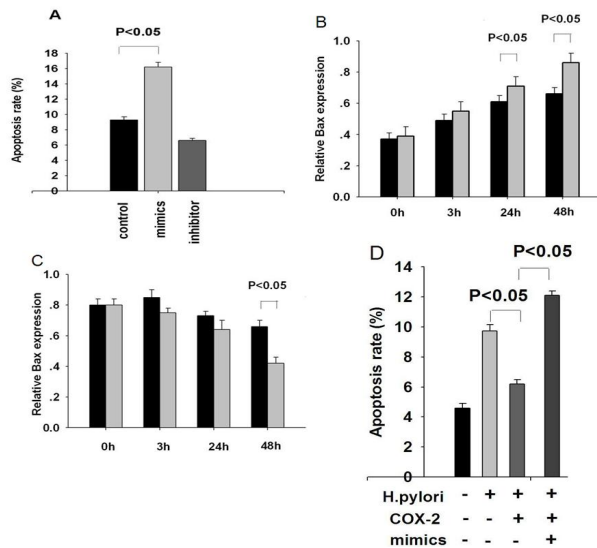 A
P<0.05
Apoptosis rate (%)
18
16
14
12
10
8
6
4
2
0
control
mimics
inhibitor
B
P<0.05
P<0.05
Relative Bax expression
1.0
.8
.6
.4
.2
0.0
0h
3h
24h
48h
C
P<0.05
Relative Bax expression
1.0
.8
.6
.4
.2
0.0
0h
3h
24h
48h
D
P<0.05
P<0.05
Apoptosis rate (%)
14
12
10
8
6
4
2
0
H.pylori - + + +
COX-2 - - + +
mimics - - - +